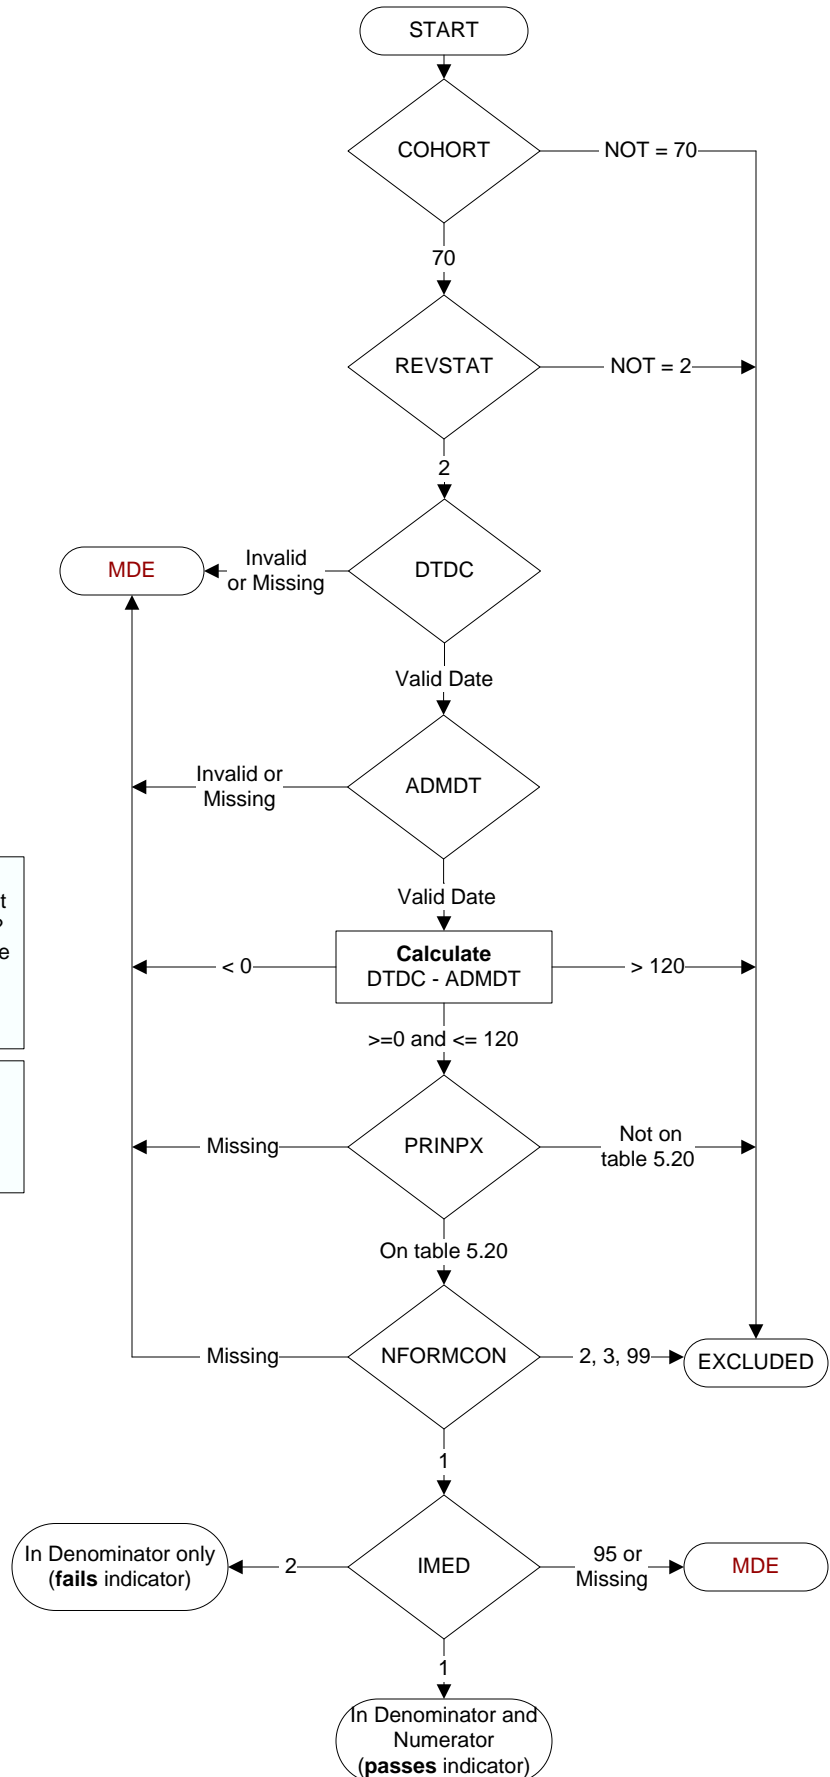 START
COHORT
NOT = 70
70
REVSTAT
NOT = 2
2
MDE
Invalid
or Missing
DTDC
Valid Date
Invalid or
Missing
ADMDT
Valid Date
< 0
Calculate
DTDC - ADMDT
> 120
>=0 and <= 120
Missing
PRINPX
Not on
table 5.20
On table 5.20
Missing
NFORMCON
2, 3, 99
EXCLUDED
1
In Denominator only
(fails indicator)
2
IMED
95 or
Missing
MDE
1
In Denominator and
Numerator
(passes indicator)